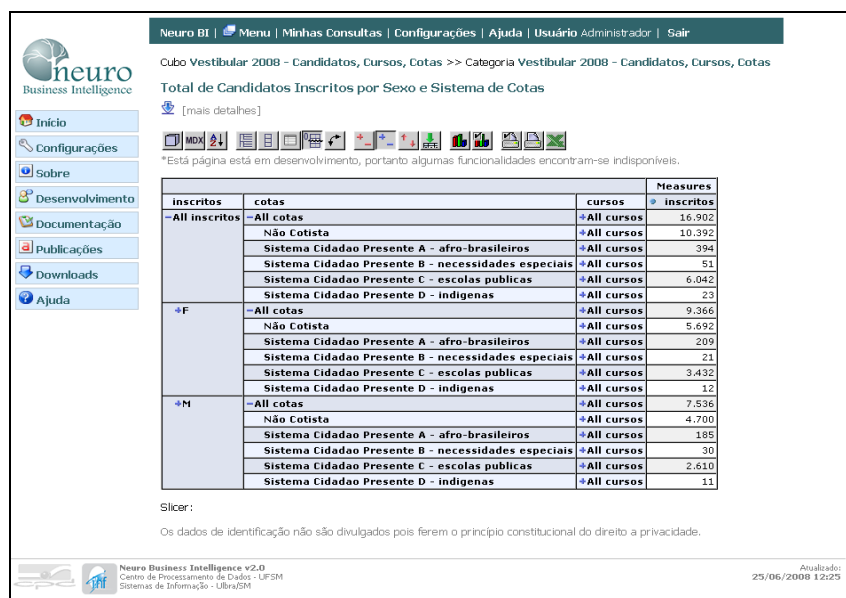 Neuro BI | Menu | Minhas Consultas | Configurações | Ajuda | Usuário Administrador | Sair
neuro
Business Intelligence
Cubo Vestibular 2008 - Candidatos, Cursos, Cotas >> Categoria Vestibular 2008 - Candidatos, Cursos, Cotas
Total de Candidatos Inscritos por Sexo e Sistema de Cotas
[mais detalhes]
Início
Configurações
Sobre
Desenvolvimento
Documentação
Publicações
Downloads
Ajuda
MDX
*Está página está em desenvolvimento, portanto algumas funcionalidades encontram-se indisponíveis.
Measures
inscritos cotas cursos inscritos
-All inscritos -All cotas +All cursos 16.902
Não Cotista +All cursos 10.392
Sistema Cidadao Presente A - afro-brasileiros +All cursos 394
Sistema Cidadao Presente B - necessidades especiais +All cursos 51
Sistema Cidadao Presente C - escolas publicas +All cursos 6.042
Sistema Cidadao Presente D - indigenas +All cursos 23
+F -All cotas +All cursos 9.366
Não Cotista +All cursos 5.692
Sistema Cidadao Presente A - afro-brasileiros +All cursos 209
Sistema Cidadao Presente B - necessidades especiais +All cursos 21
Sistema Cidadao Presente C - escolas publicas +All cursos 3.432
Sistema Cidadao Presente D - indigenas +All cursos 12
+M -All cotas +All cursos 7.536
Não Cotista +All cursos 4.700
Sistema Cidadao Presente A - afro-brasileiros +All cursos 185
Sistema Cidadao Presente B - necessidades especiais +All cursos 30
Sistema Cidadao Presente C - escolas publicas +All cursos 2.610
Sistema Cidadao Presente D - indigenas +All cursos 11
Slicer:
Os dados de identificação não são divulgados pois ferem o princípio constitucional do direito a privacidade.
Neuro Business Intelligence v2.0
Centro de Processamento de Dados - UFSM
Sistemas de Informação - Ulbra/SM
Atualizado:
25/06/2008 12:25